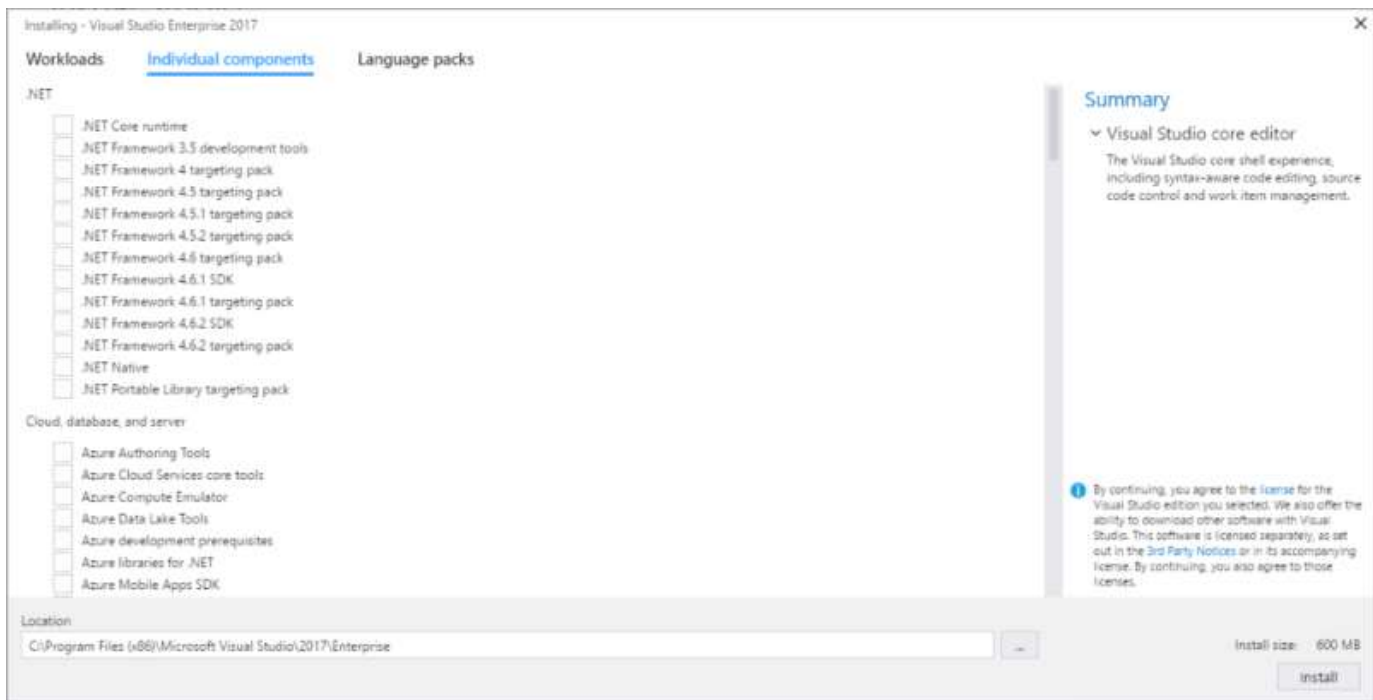 Installing - Visual Studio Enterprise 2017
Workloads Individual components Language packs
.NET
.NET Core runtime
.NET Framework 3.5 development tools
.NET Framework 4 targeting pack
.NET Framework 4.5 targeting pack
.NET Framework 4.5.1 targeting pack
.NET Framework 4.5.2 targeting pack
.NET Framework 4.6 targeting pack
.NET Framework 4.6.1 SDK
.NET Framework 4.6.1 targeting pack
.NET Framework 4.6.2 SDK
.NET Framework 4.6.2 targeting pack
.NET Native
.NET Portable Library targeting pack
Cloud, database, and server
Azure Authoring Tools
Azure Cloud Services core tools
Azure Compute Emulator
Azure Data Lake Tools
Azure development prerequisites
Azure libraries for .NET
Azure Mobile Apps SDK
Summary
Visual Studio core editor
The Visual Studio core shell experience,
including syntax-aware code editing, source
code control and work item management.
By continuing, you agree to the license for the
Visual Studio edition you selected. We also offer the
ability to download other software with Visual
Studio. This software is licensed separately, as set
out in the 3rd Party Notices or in its accompanying
license. By continuing, you also agree to those
licenses.
Location
C:\Program Files (x86)\Microsoft Visual Studio\2017\Enterprise
...
Install size: 600 MB
Install